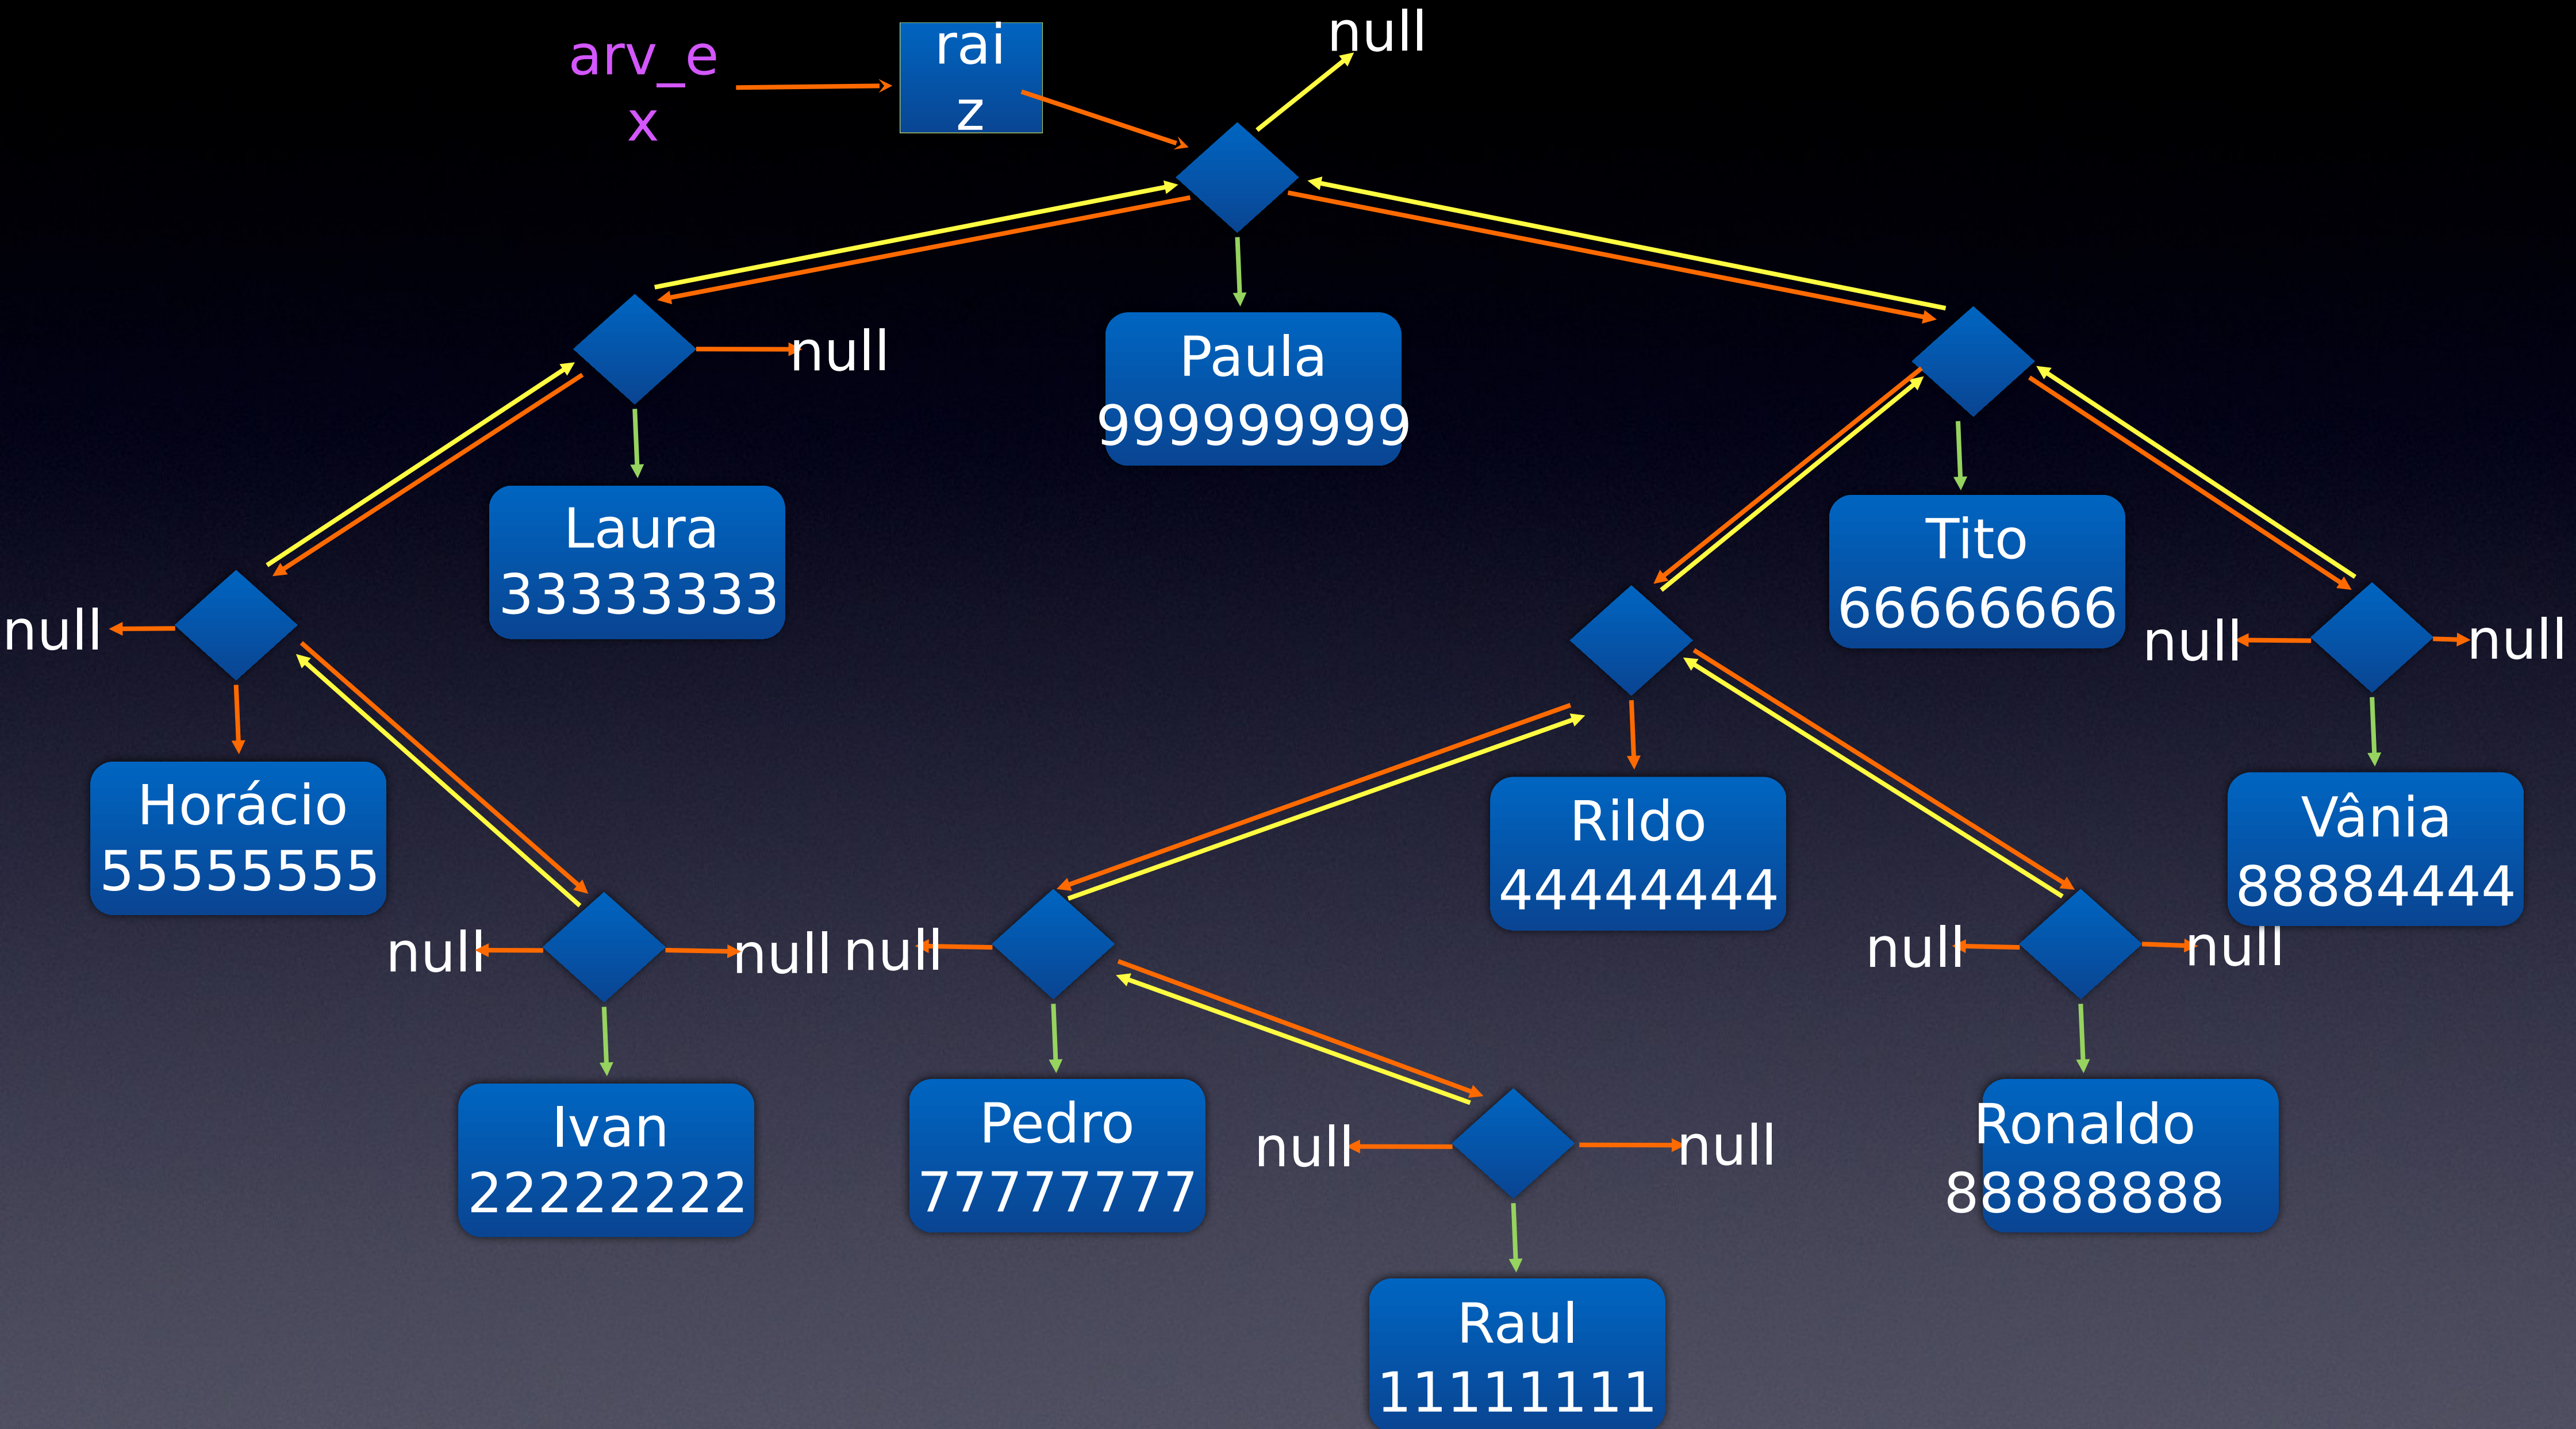 null
arv_e
x
rai
z
null
Paula
999999999
Laura
33333333
Tito
66666666
null
null
null
Horácio
55555555
Rildo
44444444
Vânia
88884444
null
null
null
null
null
Ivan
22222222
Pedro
77777777
null
null
Ronaldo
88888888
Raul
11111111